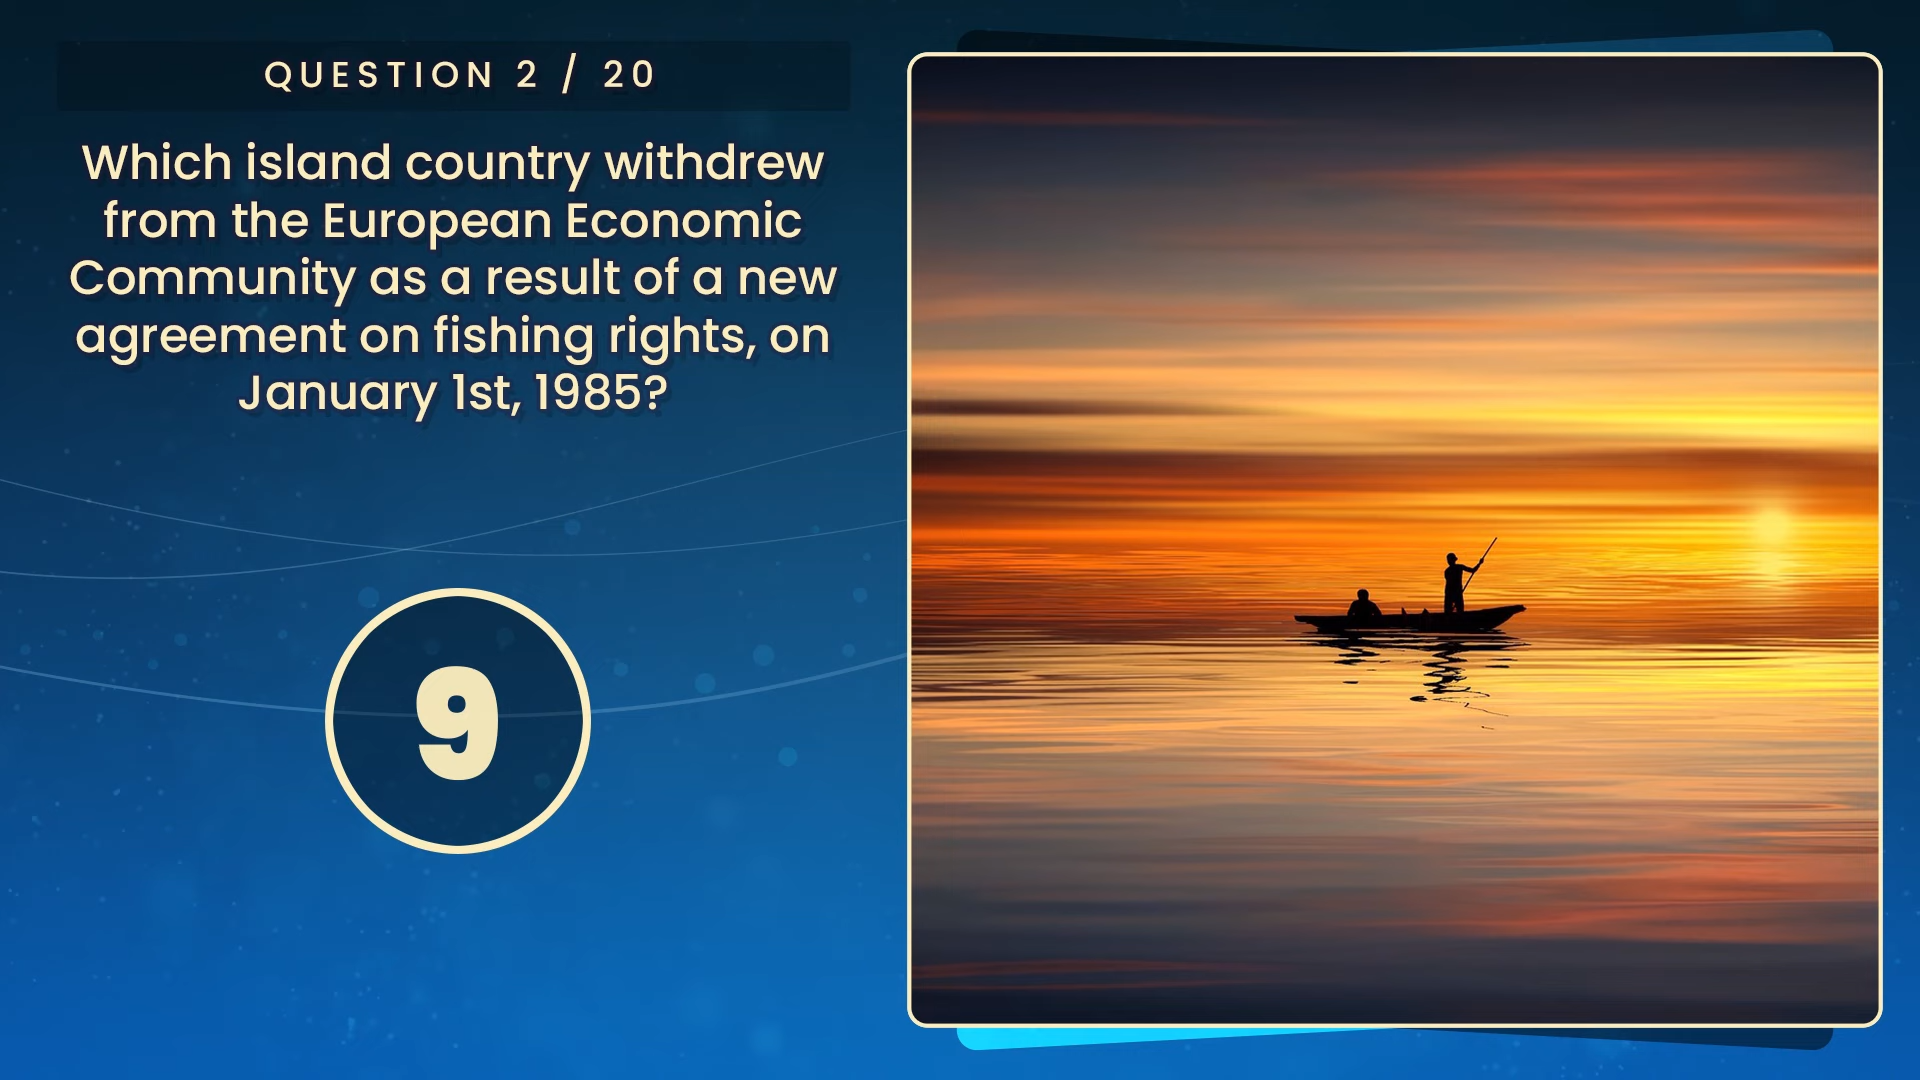 QUESTION 2 / 20
Which island country withdrew
from the European Economic
Community as a result of a new
agreement on fishing rights, on
January 1st, 1985?
9